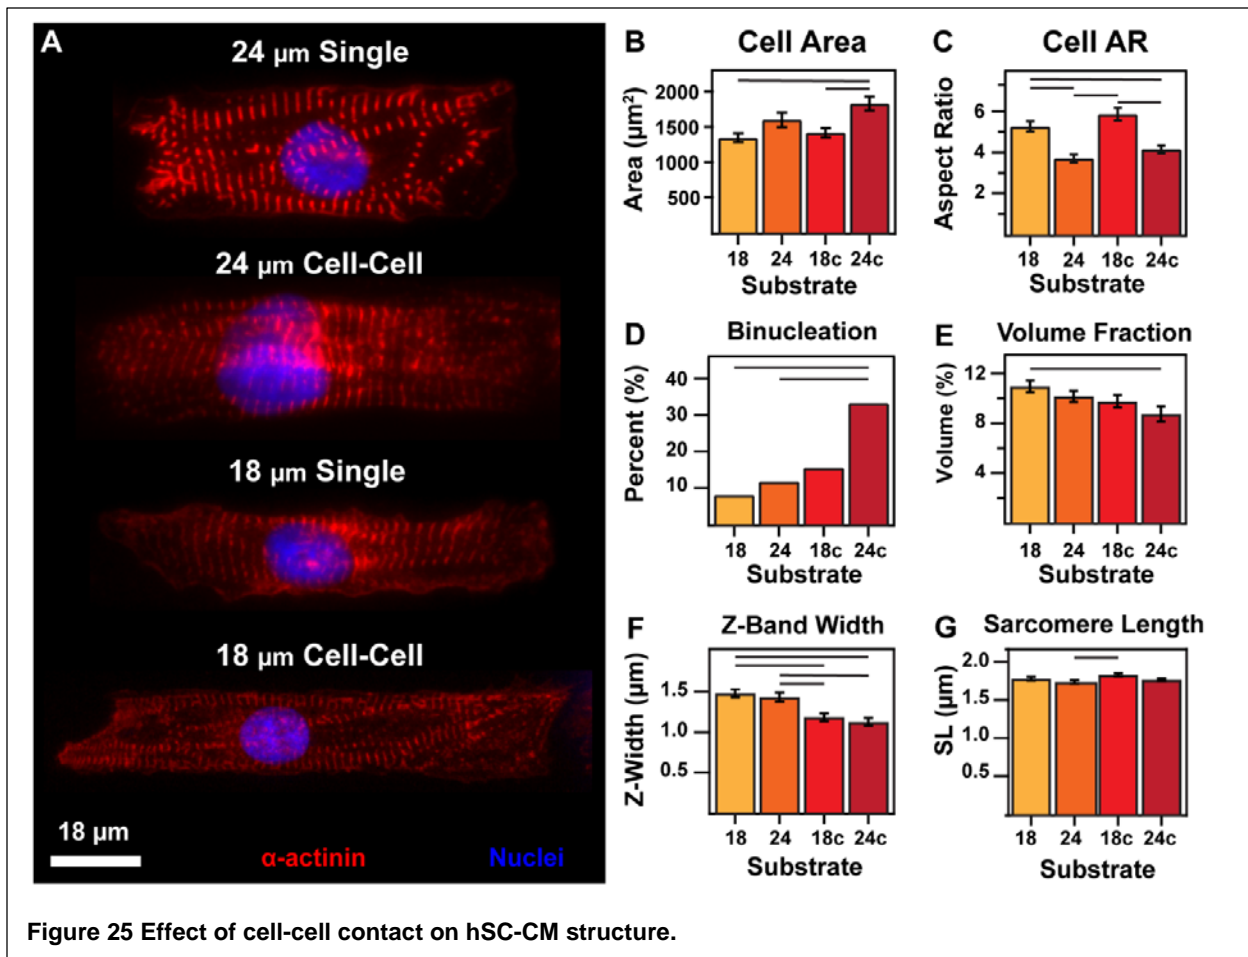 A
24 µm Single
24 µm Cell-Cell
18 µm Single
18 µm Cell-Cell
18 µm
α-actinin
Nuclei
B
Cell Area
Area (µm²)
2000
1500
1000
500
18 24 18c 24c
Substrate
C
Cell AR
Aspect Ratio
6
4
2
18 24 18c 24c
Substrate
D
Binucleation
Percent (%)
40
30
20
10
18 24 18c 24c
Substrate
E
Volume Fraction
Volume (%)
12
8
4
18 24 18c 24c
Substrate
F
Z-Band Width
Z-Width (µm)
1.5
1.0
0.5
18 24 18c 24c
Substrate
G
Sarcomere Length
SL (µm)
2.0
1.5
1.0
0.5
18 24 18c 24c
Substrate
Figure 25 Effect of cell-cell contact on hSC-CM structure.